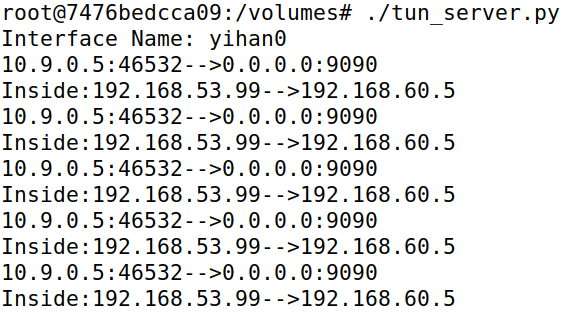 root@7476bedcca09:/volumes# ./tun_server.py
Interface Name: yihan0
10.9.0.5:46532-->0.0.0.0:9090
Inside:192.168.53.99-->192.168.60.5
10.9.0.5:46532-->0.0.0.0:9090
Inside:192.168.53.99-->192.168.60.5
10.9.0.5:46532-->0.0.0.0:9090
Inside:192.168.53.99-->192.168.60.5
10.9.0.5:46532-->0.0.0.0:9090
Inside:192.168.53.99-->192.168.60.5
10.9.0.5:46532-->0.0.0.0:9090
Inside:192.168.53.99-->192.168.60.5